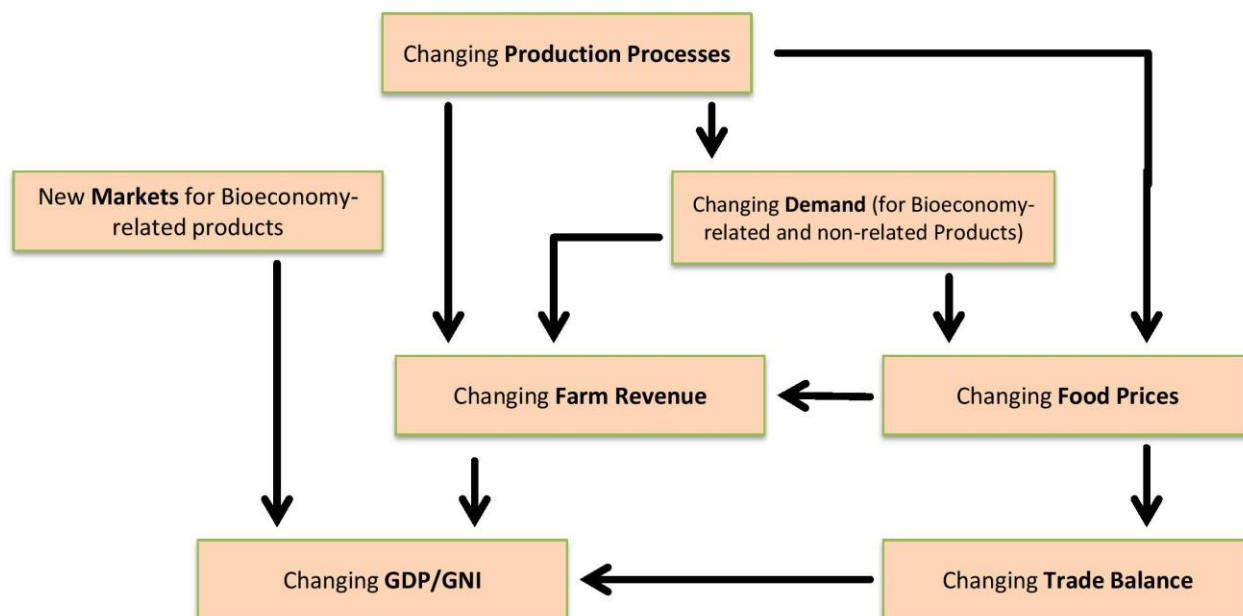 Changing Production Processes
New Markets for Bioeconomy-
related products
Changing Demand (for Bioeconomy-
related and non-related Products)
Changing Farm Revenue
Changing Food Prices
Changing GDP/GNI
Changing Trade Balance